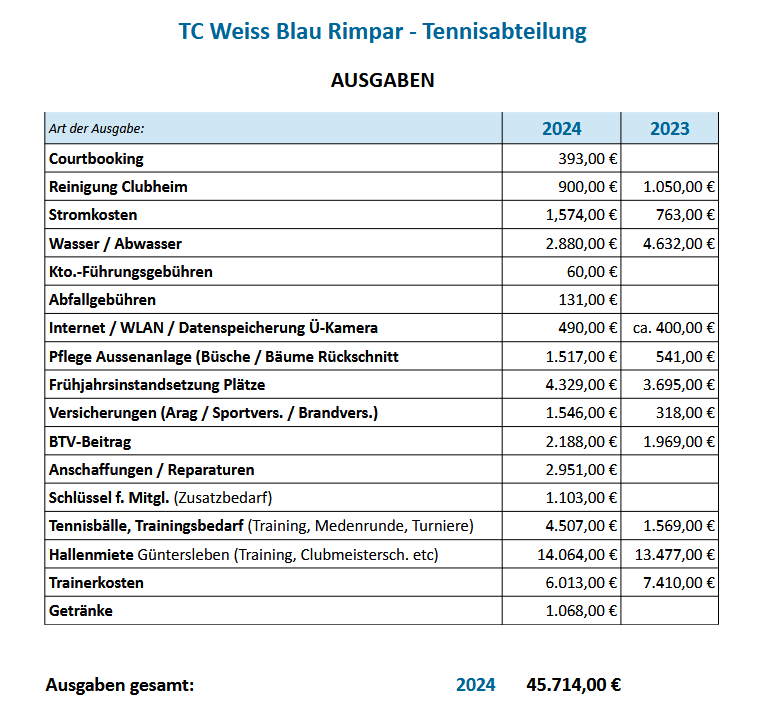 TC Weiss Blau Rimpar - Tennisabteilung
AUSGABEN
Art der Ausgabe: 2024 2023
Courtbooking 393,00 €
Reinigung Clubheim 900,00 € 1.050,00 €
Stromkosten 1,574,00 € 763,00 €
Wasser / Abwasser 2.880,00 € 4.632,00 €
Kto.-Führungsgebühren 60,00 €
Abfallgebühren 131,00 €
Internet / WLAN / Datenspeicherung Ü-Kamera 490,00 € ca. 400,00 €
Pflege Aussenanlage (Büsche / Bäume Rückschnitt 1.517,00 € 541,00 €
Frühjahrsinstandsetzung Plätze 4.329,00 € 3.695,00 €
Versicherungen (Arag / Sportvers. / Brandvers.) 1.546,00 € 318,00 €
BTV-Beitrag 2.188,00 € 1.969,00 €
Anschaffungen / Reparaturen 2.951,00 €
Schlüssel f. Mitgl. (Zusatzbedarf) 1.103,00 €
Tennisbälle, Trainingsbedarf (Training, Medenrunde, Turniere) 4.507,00 € 1.569,00 €
Hallenmiete Güntersleben (Training, Clubmeistersch. etc) 14.064,00 € 13.477,00 €
Trainerkosten 6.013,00 € 7.410,00 €
Getränke 1.068,00 €
Ausgaben gesamt: 2024 45.714,00 €